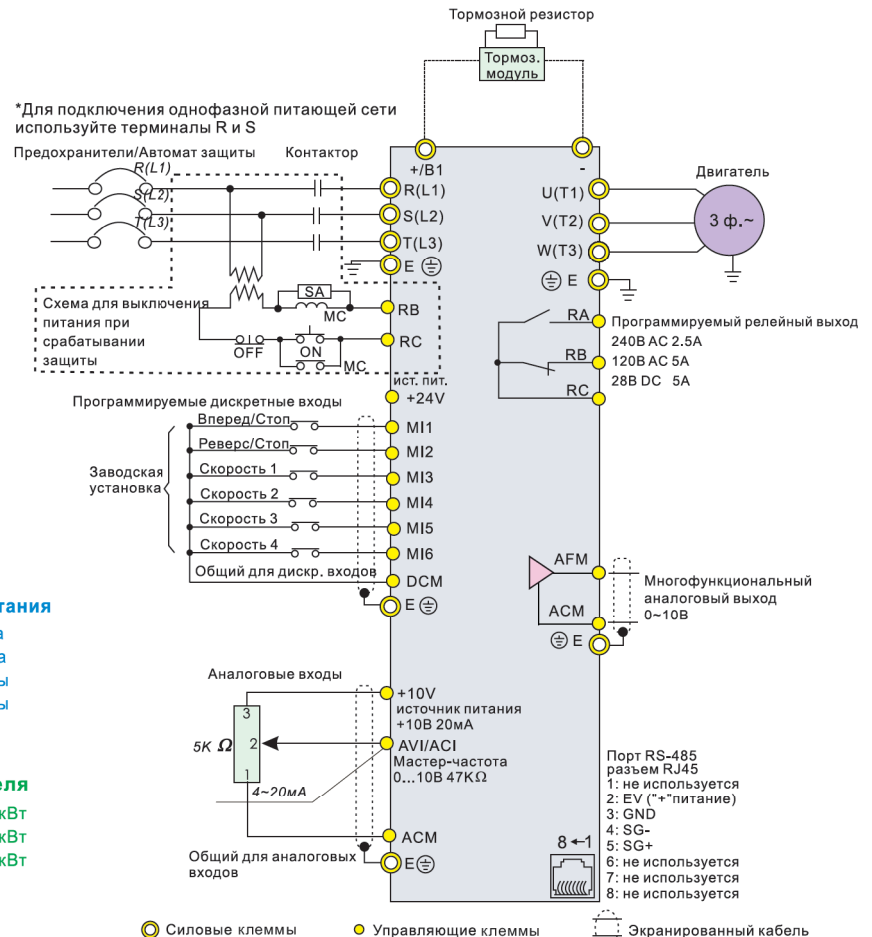 Тормозной резистор
Тормоз.
модуль
*Для подключения однофазной питающей сети
используйте терминалы R и S
Предохранители/Автомат защиты
Контактор
R(L1)
S(L2)
T(L3)
+/B1
-
R(L1)
S(L2)
T(L3)
E
Двигатель
U(T1)
V(T2)
W(T3)
3 ф.~
E
Схема для выключения
питания при
срабатывании
защиты
SA
MC
OFF
ON
MC
RB
RC
RA
RB
RC
Программируемый релейный выход
240В AC 2.5A
120В AC 5A
28В DC 5A
ист. пит.
+24V
Программируемые дискретные входы
Заводская
установка
Вперед/Стоп
MI1
Реверс/Стоп
MI2
Скорость 1
MI3
Скорость 2
MI4
Скорость 3
MI5
Скорость 4
MI6
Общий для дискр. входов
DCM
E
AFM
ACM
E
Многофункциональный
аналоговый выход
0~10В
тания
а
а
ы
ы
еля
кВт
кВт
кВт
Аналоговые входы
3
2
1
5K Ω
4~20мА
+10V
источник питания
+10В 20мА
AVI/ACI
Мастер-частота
0...10В 47KΩ
ACM
Общий для аналоговых
входов
E
Порт RS-485
разъем RJ45
1: не используется
2: EV ("+"питание)
3: GND
4: SG-
5: SG+
6: не используется
7: не используется
8: не используется
8←1
Силовые клеммы
Управляющие клеммы
Экранированный кабель